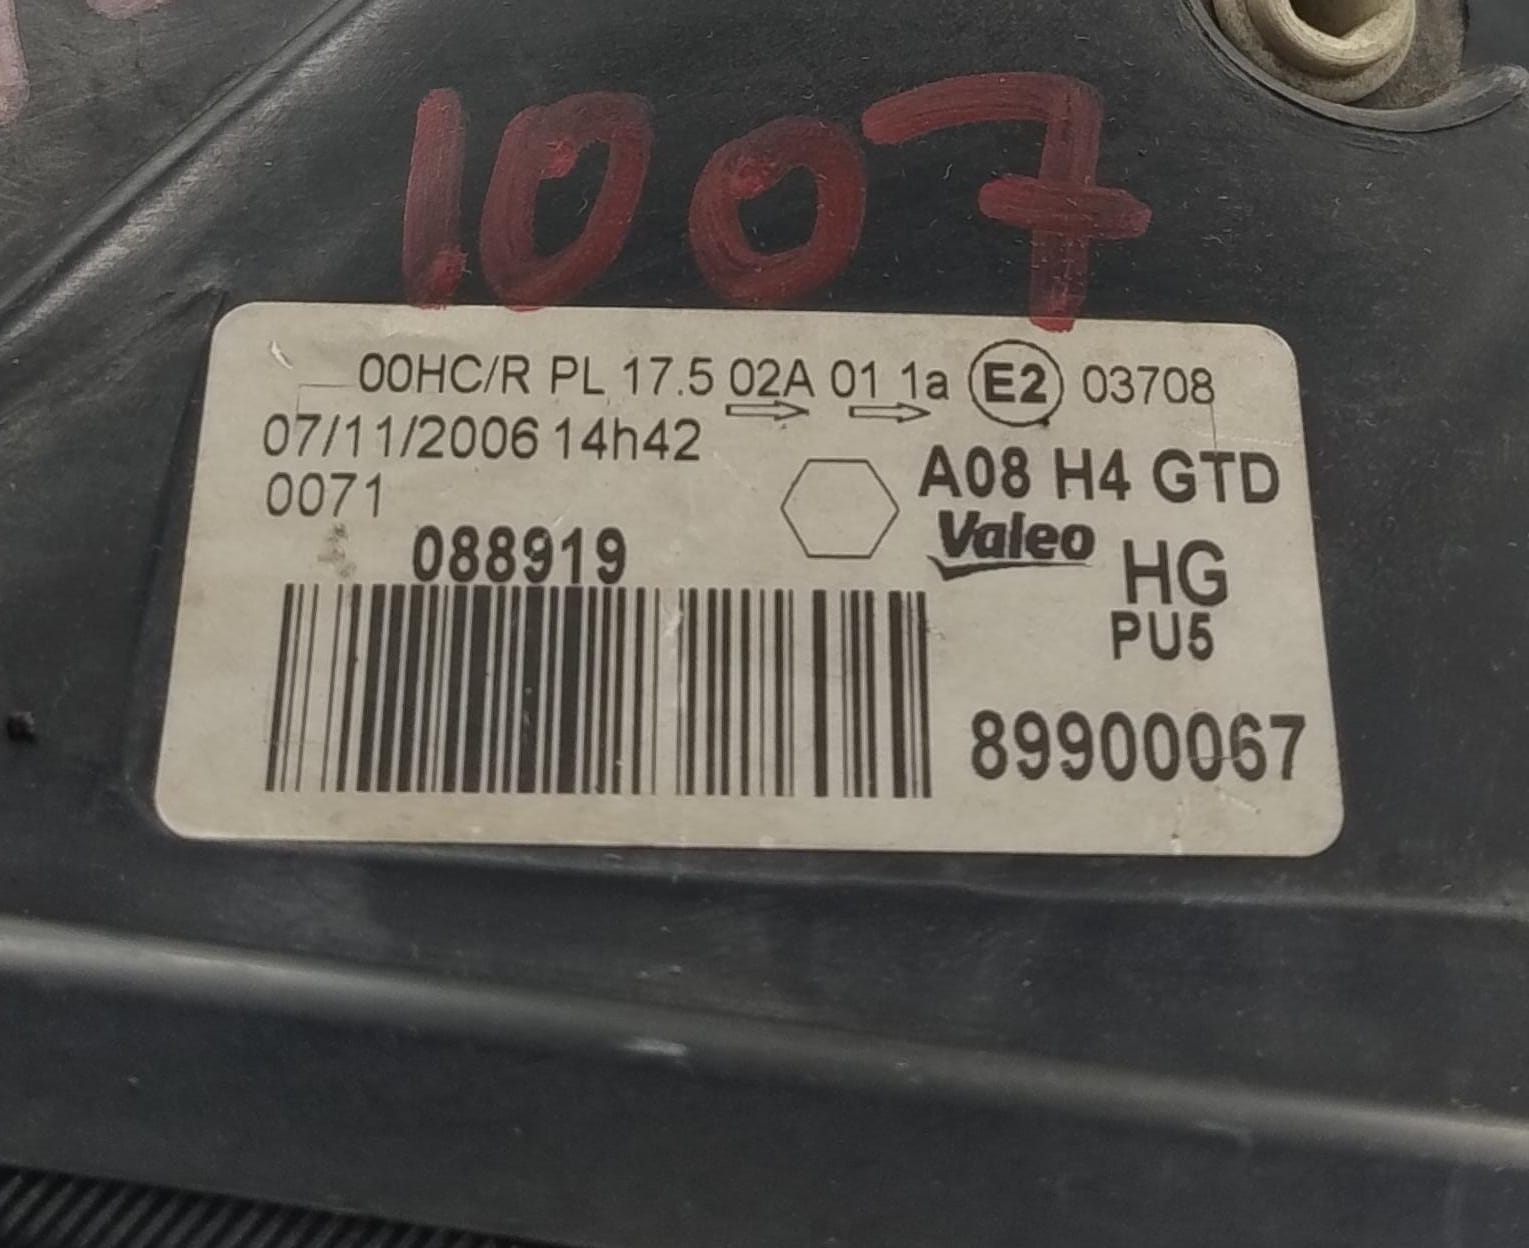 1007
00HC/R PL 17.5 02A 01 1a E2 03708
07/11/2006 14h42
0071
A08 H4 GTD
088919
Valeo
HG
PU5
89900067